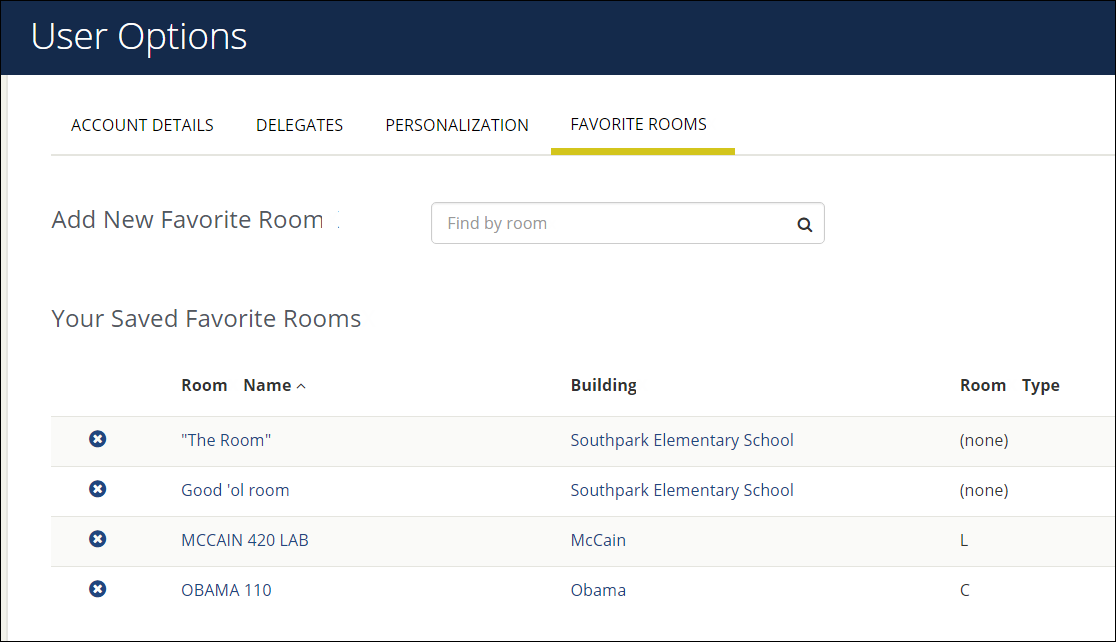 User Options
ACCOUNT DETAILS DELEGATES PERSONALIZATION FAVORITE ROOMS
Add New Favorite Room
Find by room
Your Saved Favorite Rooms
Room Name Building Room Type
"The Room" Southpark Elementary School (none)
Good 'ol room Southpark Elementary School (none)
MCCAIN 420 LAB McCain L
OBAMA 110 Obama C